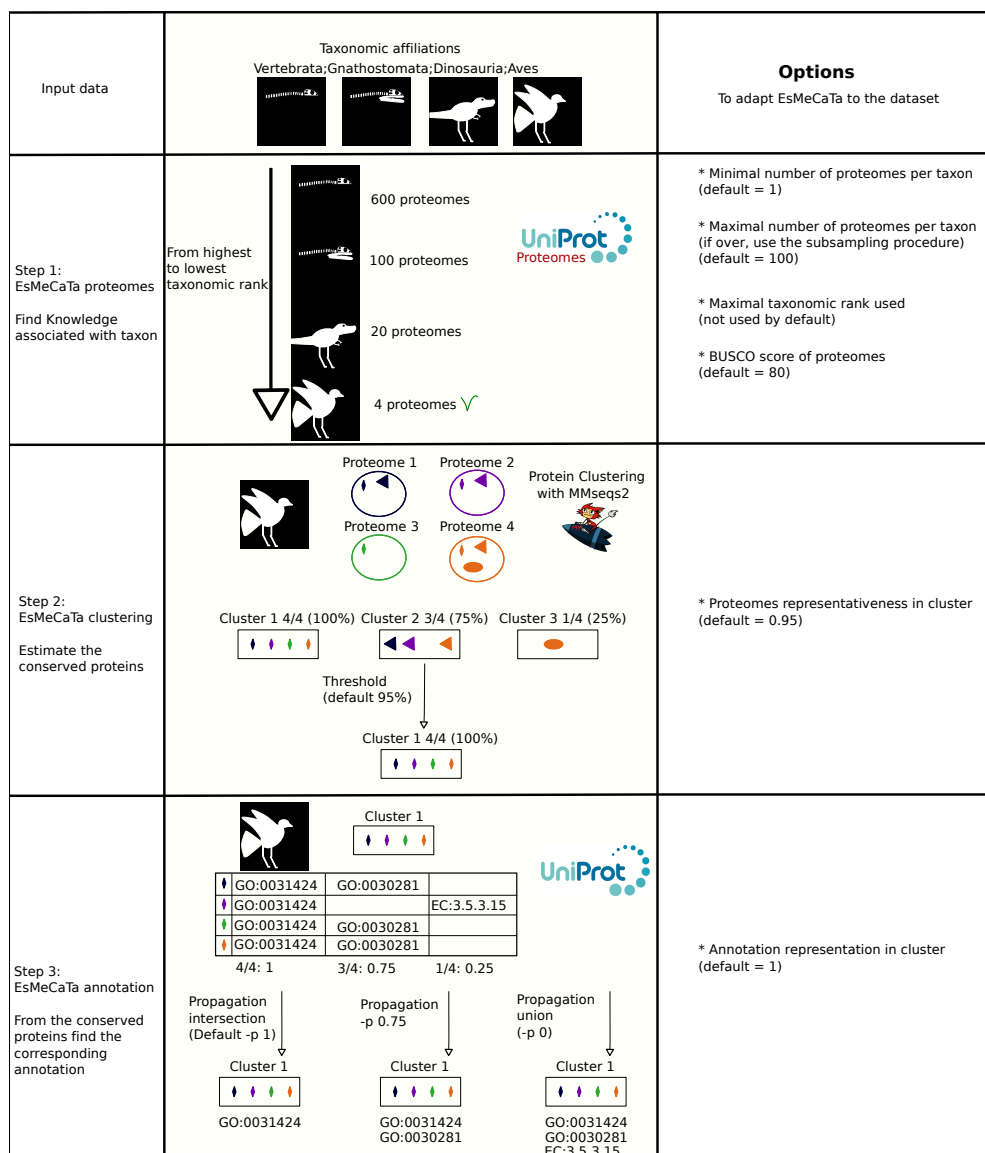 Input data
Taxonomic affiliations
Vertebrata;Gnathostomata;Dinosauria;Aves
Options
To adapt EsMeCaTa to the dataset
Step 1:
EsMeCaTa proteomes
Find Knowledge
associated with taxon
From highest
to lowest
taxonomic rank
600 proteomes
100 proteomes
20 proteomes
4 proteomes
UniProt
Proteomes
* Minimal number of proteomes per taxon
(default = 1)
* Maximal number of proteomes per taxon
(if over, use the subsampling procedure)
(default = 100)
* Maximal taxonomic rank used
(not used by default)
* BUSCO score of proteomes
(default = 80)
Step 2:
EsMeCaTa clustering
Estimate the
conserved proteins
Proteome 1
Proteome 2
Proteome 3
Proteome 4
Protein Clustering
with MMseqs2
Cluster 1 4/4 (100%)
Cluster 2 3/4 (75%)
Cluster 3 1/4 (25%)
Threshold
(default 95%)
Cluster 1 4/4 (100%)
* Proteomes representativeness in cluster
(default = 0.95)
Step 3:
EsMeCaTa annotation
From the conserved
proteins find the
corresponding
annotation
Cluster 1
UniProt
GO:0031424 GO:0030281
GO:0031424 EC:3.5.3.15
GO:0031424 GO:0030281
GO:0031424 GO:0030281
4/4: 1 3/4: 0.75 1/4: 0.25
Propagation
intersection
(Default -p 1)
Propagation
-p 0.75
Propagation
union
(-p 0)
Cluster 1
GO:0031424
Cluster 1
GO:0031424
GO:0030281
Cluster 1
GO:0031424
GO:0030281
EC:3.5.3.15
* Annotation representation in cluster
(default = 1)